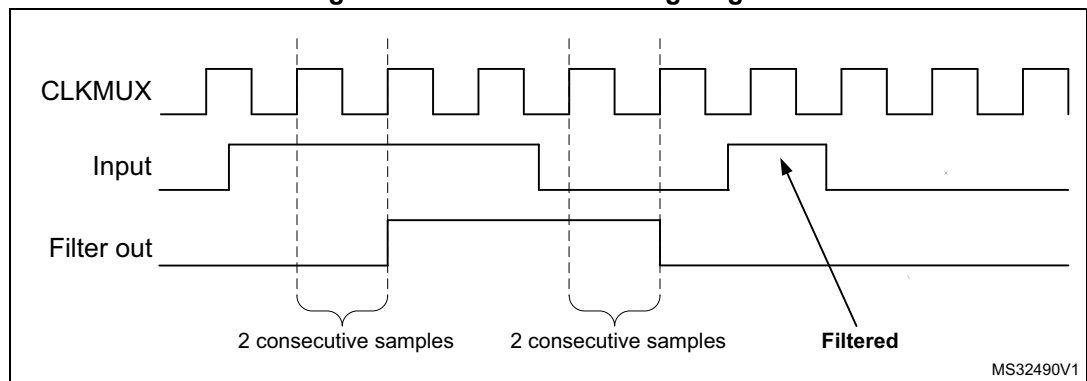 CLKMUX
Input
Filter out
2 consecutive samples
2 consecutive samples
Filtered
MS32490V1